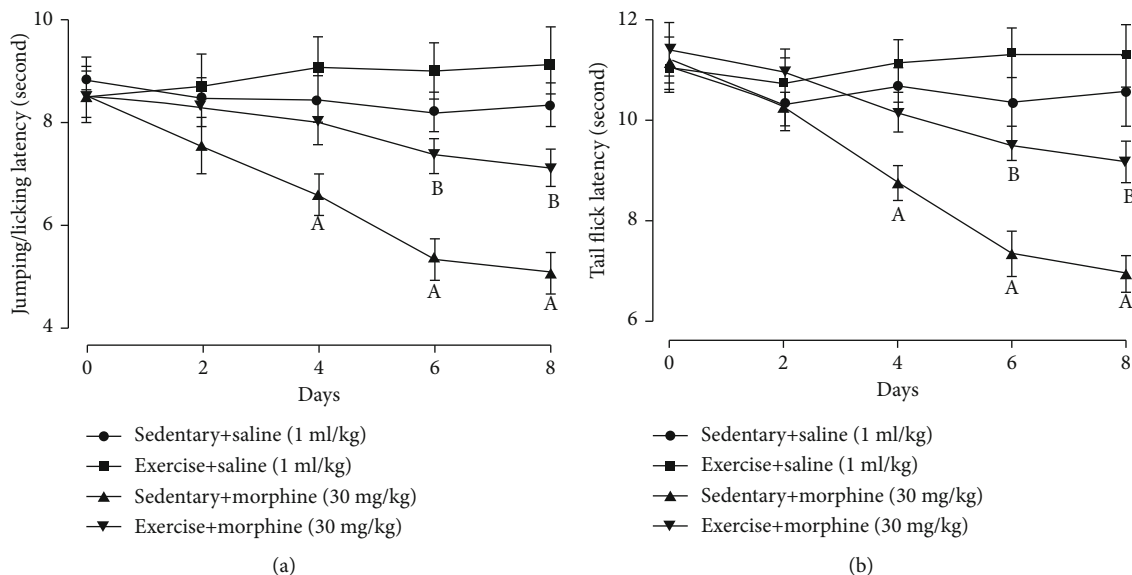 10
8
6
4
Jumping/licking latency (second)
A
A
A
B
B
0 2 4 6 8
Days
Sedentary+saline (1 ml/kg)
Exercise+saline (1 ml/kg)
Sedentary+morphine (30 mg/kg)
Exercise+morphine (30 mg/kg)
(a)
12
10
8
6
Tail flick latency (second)
A
A
A
B
B
0 2 4 6 8
Days
Sedentary+saline (1 ml/kg)
Exercise+saline (1 ml/kg)
Sedentary+morphine (30 mg/kg)
Exercise+morphine (30 mg/kg)
(b)